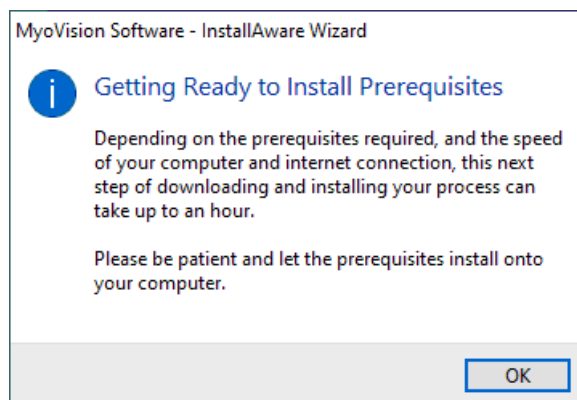 MyoVision Software - InstallAware Wizard
Getting Ready to Install Prerequisites
Depending on the prerequisites required, and the speed
of your computer and internet connection, this next
step of downloading and installing your process can
take up to an hour.
Please be patient and let the prerequisites install onto
your computer.
OK